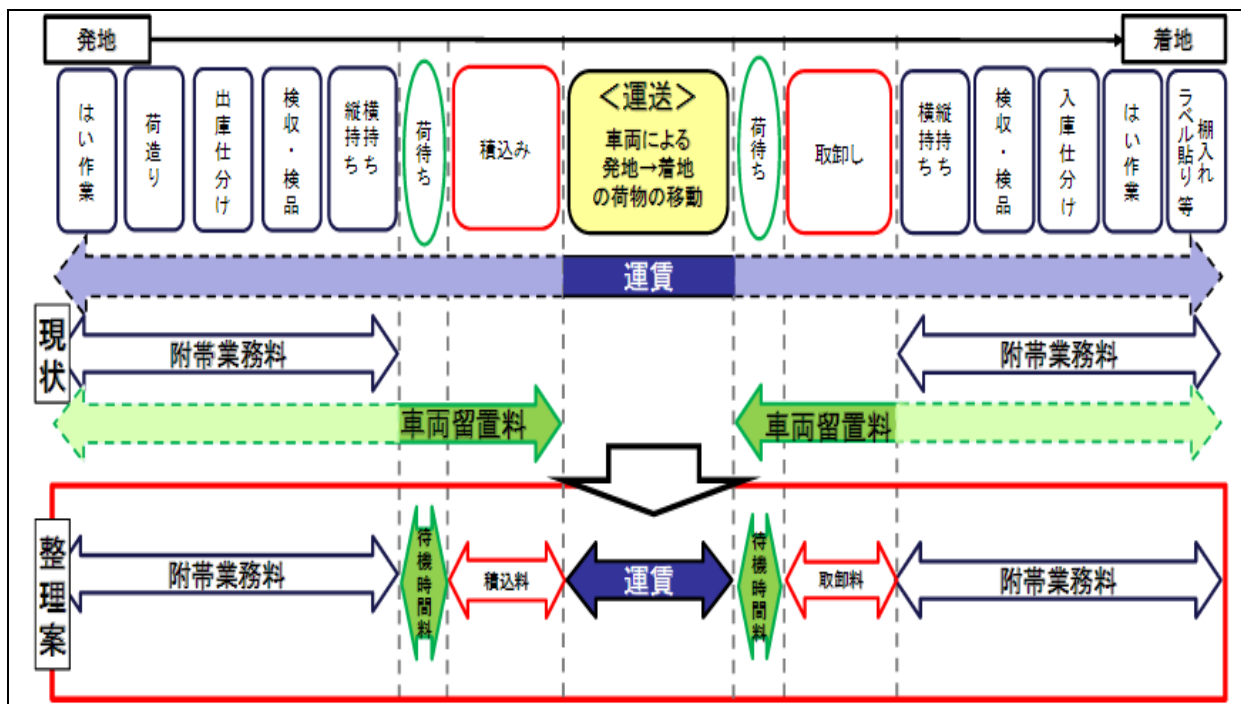 発地
着地
はい作業
荷造り
出庫仕分け
検収・検品
横持ち
縦持ち
荷待ち
積込み
＜運送＞
車両による
発地→着地
の荷物の移動
荷待ち
取卸し
縦持ち
横持ち
検収・検品
入庫仕分け
はい作業
棚入れ
ラベル貼り等
運賃
現状
附帯業務料
附帯業務料
車両留置料
車両留置料
整理案
附帯業務料
待機時間料
積込料
運賃
待機時間料
取卸料
附帯業務料